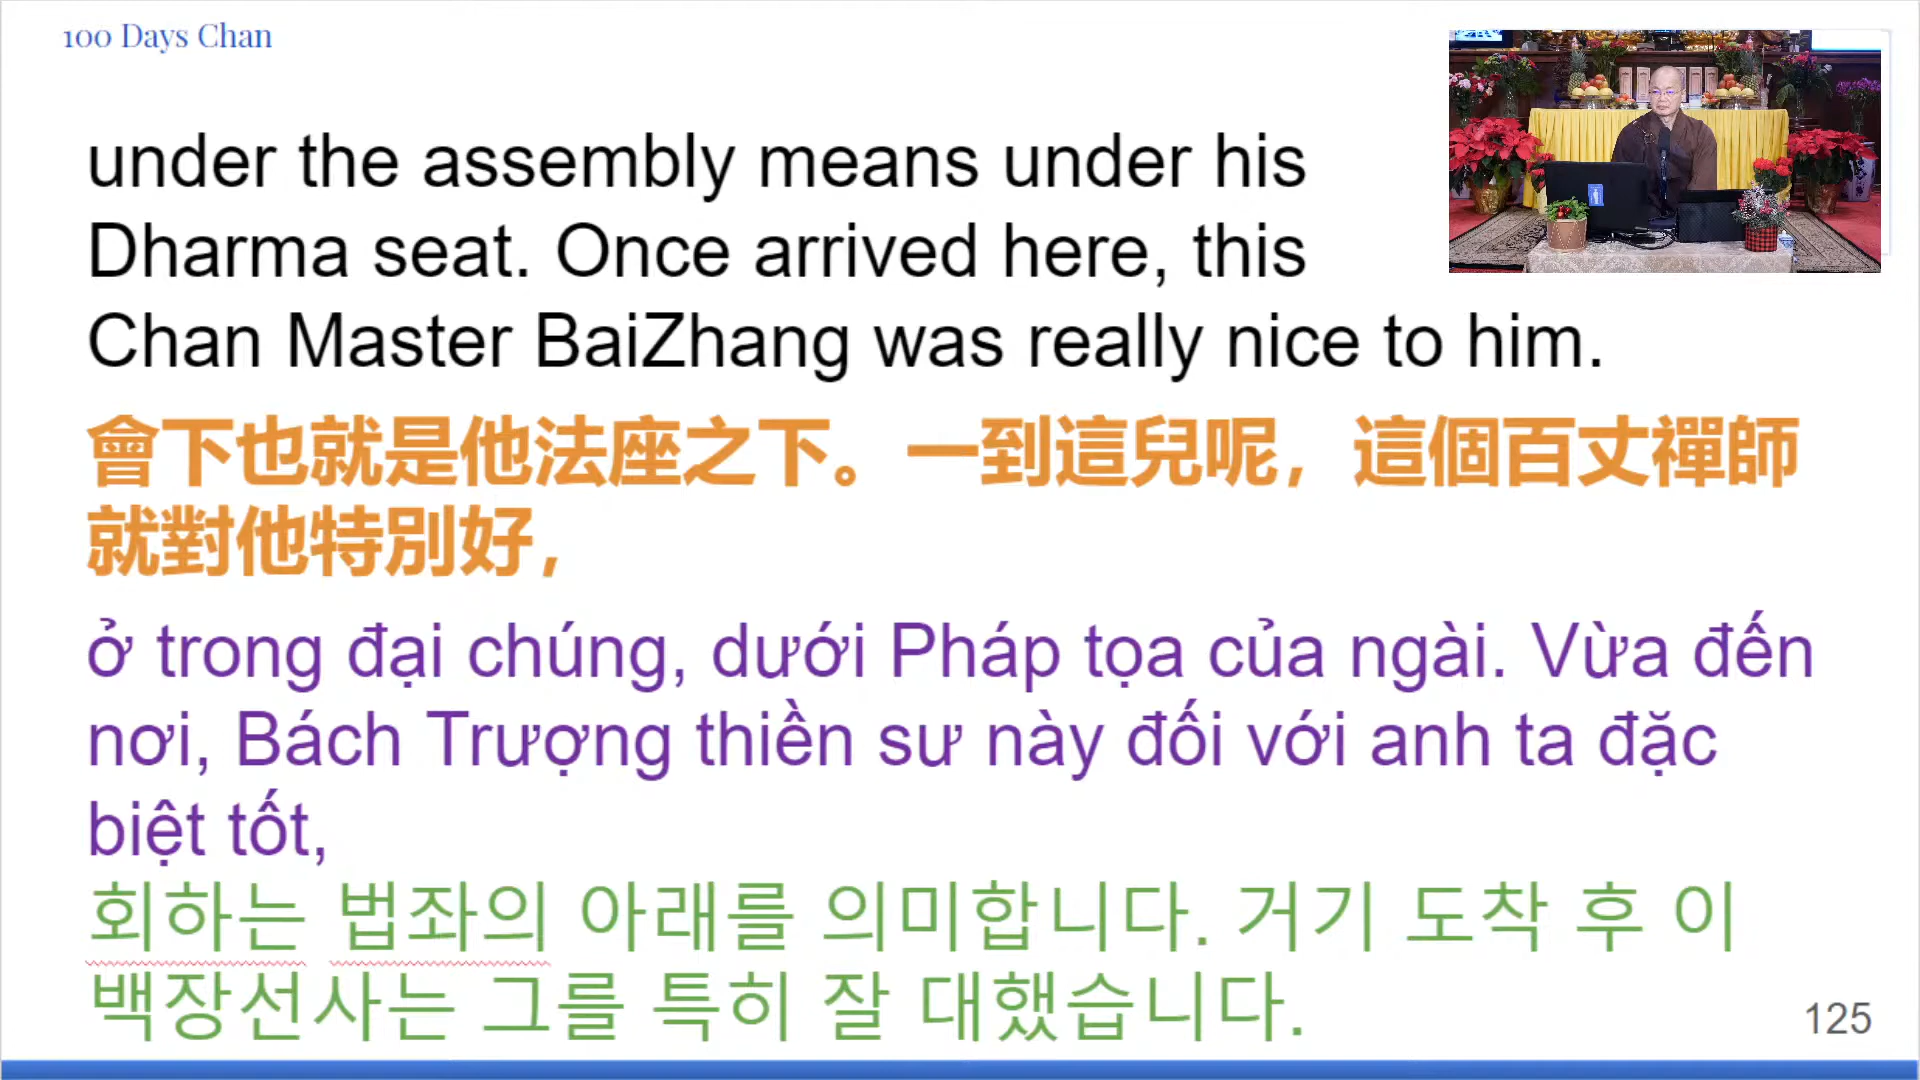 100 Days Chan
under the assembly means under his
Dharma seat. Once arrived here, this
Chan Master BaiZhang was really nice to him.
會下也就是他法座之下。一到這兒呢，這個百丈禪師
就對他特別好，
ở trong đại chúng, dưới Pháp tọa của ngài. Vừa đến
nơi, Bách Trượng thiền sư này đối với anh ta đặc
biệt tốt,
회하는 법좌의 아래를 의미합니다. 거기 도착 후 이
백장선사는 그를 특히 잘 대했습니다.
125